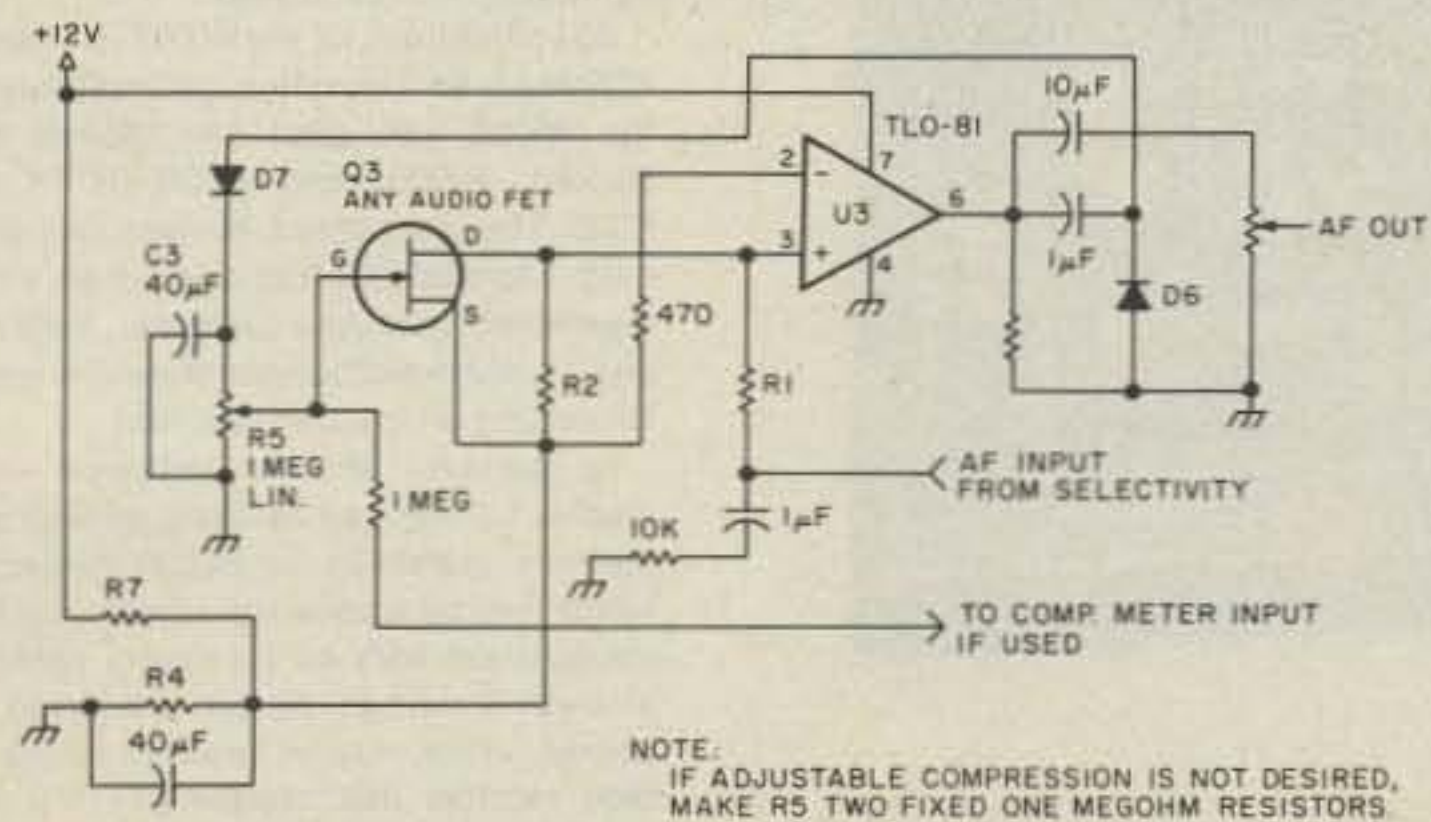 +12V
10µF
TLO-81
D7
Q3
ANY AUDIO FET
2
-
7
U3
6
AF OUT
C3
40µF
G
D
S
3
+
4
1µF
D6
470
R2
R1
R5
1 MEG
LIN.
1 MEG
AF INPUT
FROM SELECTIVITY
10K
1µF
R7
TO COMP. METER INPUT
IF USED
R4
40µF
NOTE:
IF ADJUSTABLE COMPRESSION IS NOT DESIRED,
MAKE R5 TWO FIXED ONE MEGOHM RESISTORS.